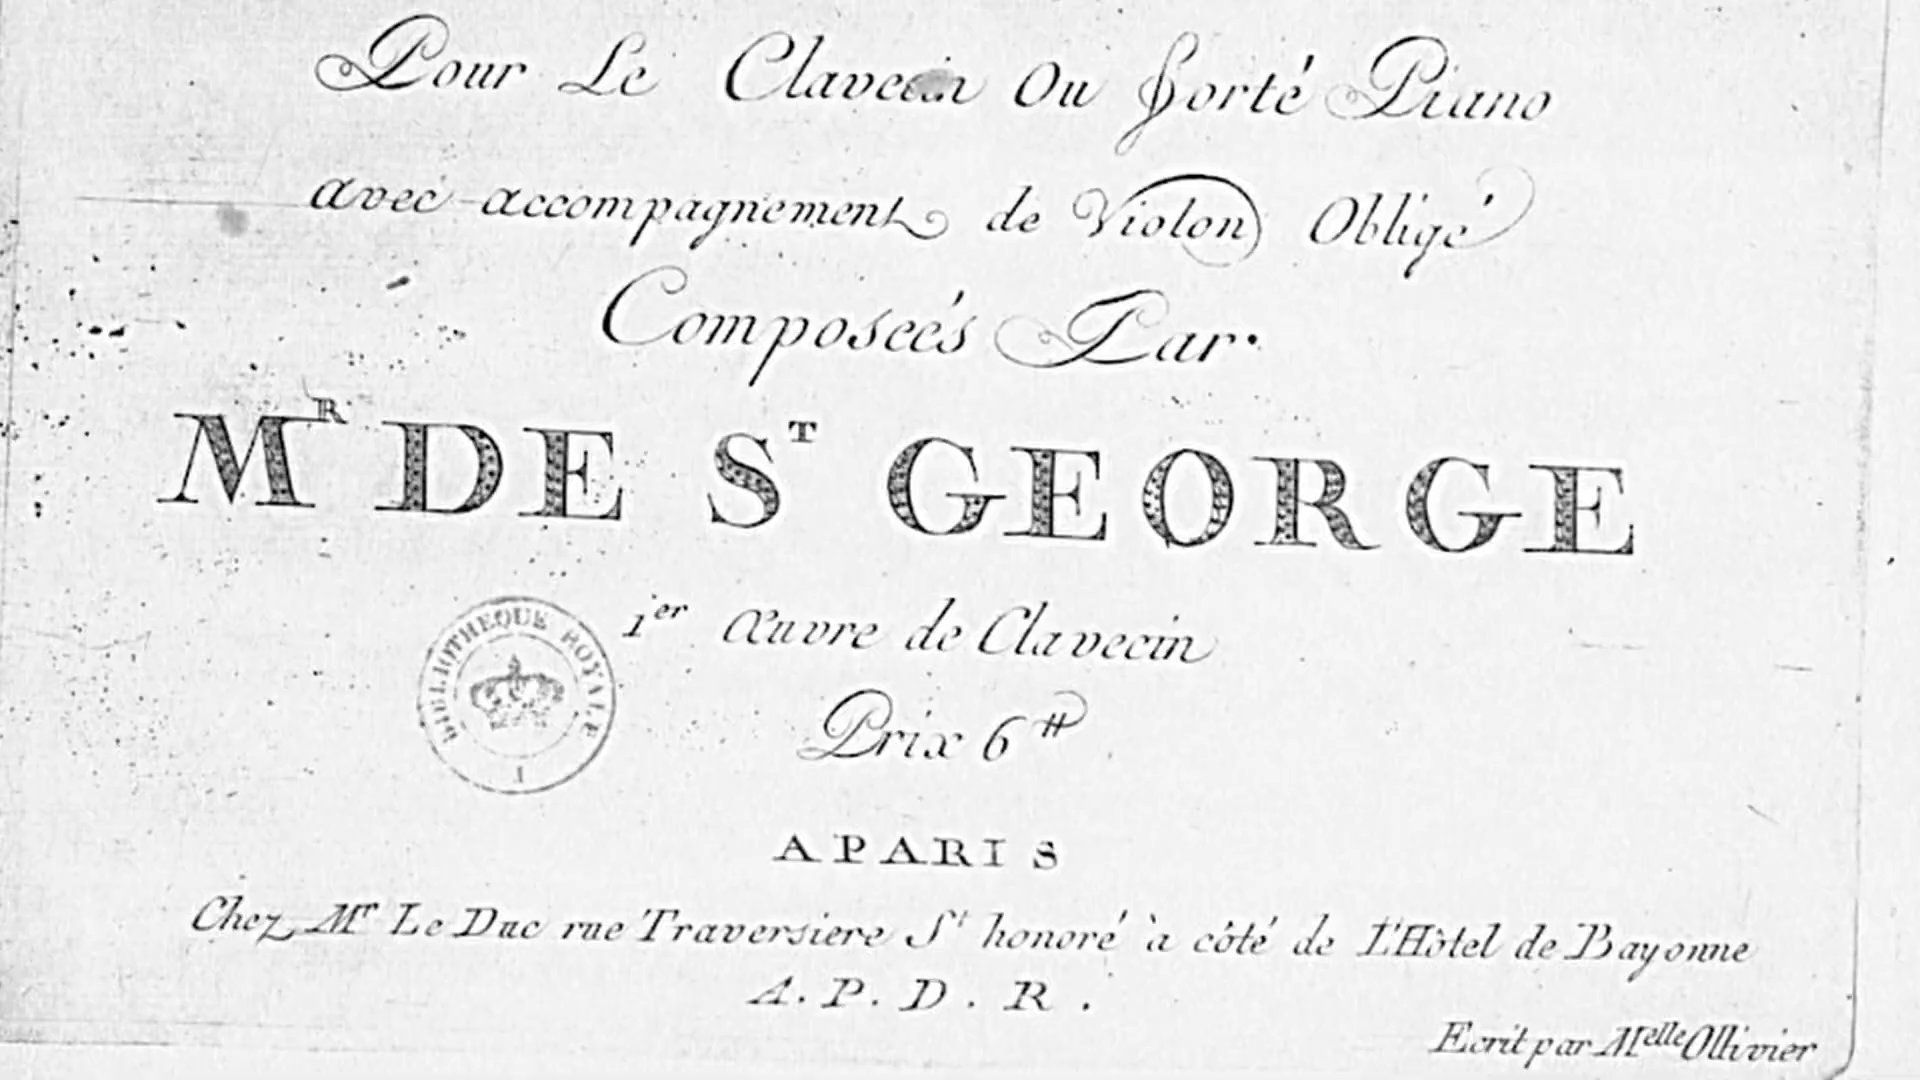 Pour Le Clavecin Ou Forté Piano
avec accompagnement de Violon Obligé
Composeés Par
MR DE ST GEORGE
1er Œuvre de Clavecin
BIBLIOTHEQUE ROYALE
1
Prix 6#
A PARIS
Chez Mr Le Duc rue Traversiere St honoré à côté de L'Hôtel de Bayonne
A. P. D. R.
Ecrit par Melle Ollivier